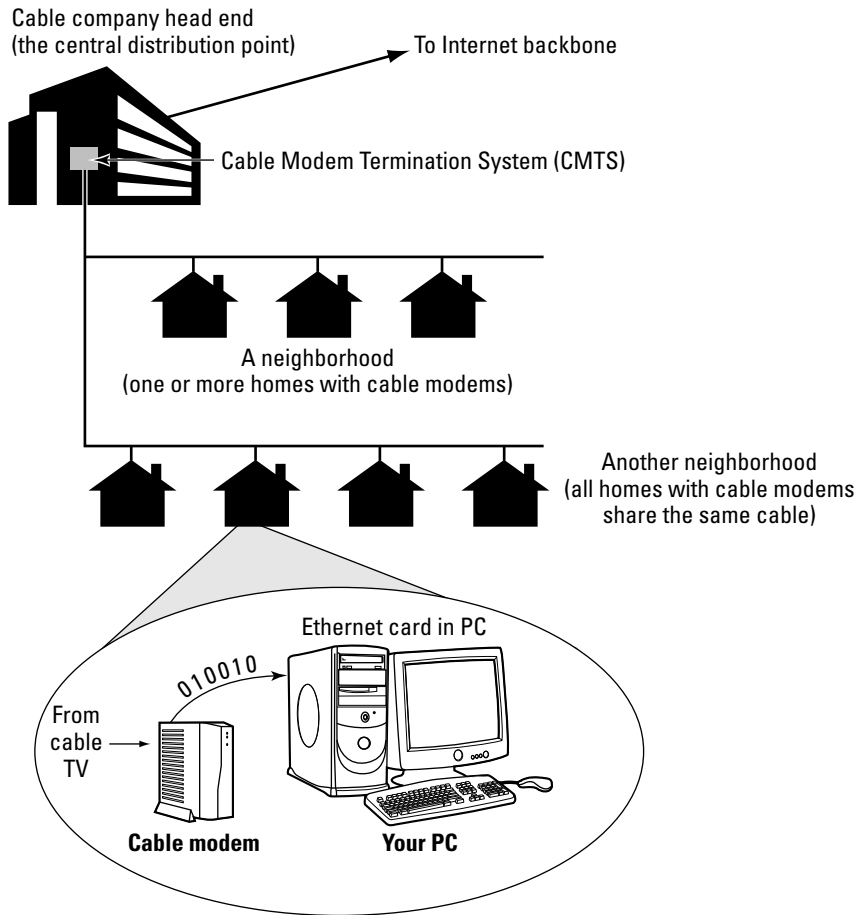 Cable company head end
(the central distribution point)
To Internet backbone
Cable Modem Termination System (CMTS)
A neighborhood
(one or more homes with cable modems)
Another neighborhood
(all homes with cable modems
share the same cable)
Ethernet card in PC
010010
From
cable
TV
Cable modem
Your PC